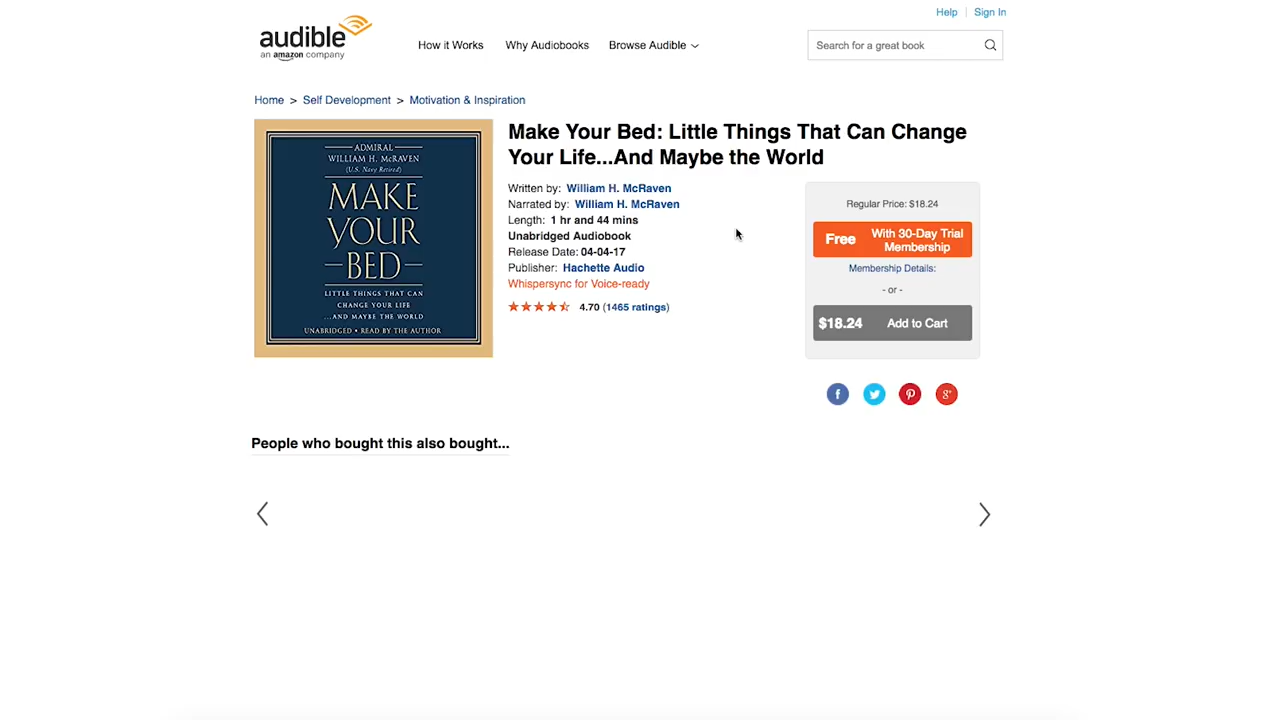 Help | Sign In
audible
an amazon company
How it Works
Why Audiobooks
Browse Audible
Search for a great book
Home > Self Development > Motivation & Inspiration
ADMIRAL
WILLIAM H. McRAVEN
(U.S. Navy Retired)
MAKE
YOUR
BED
LITTLE THINGS THAT CAN
CHANGE YOUR LIFE
...AND MAYBE THE WORLD
UNABRIDGED • READ BY THE AUTHOR
Make Your Bed: Little Things That Can Change
Your Life...And Maybe the World
Written by: William H. McRaven
Narrated by: William H. McRaven
Length: 1 hr and 44 mins
Unabridged Audiobook
Release Date: 04-04-17
Publisher: Hachette Audio
Whispersync for Voice-ready
4.70 (1465 ratings)
Regular Price: $18.24
Free With 30-Day Trial
Membership
Membership Details:
- or -
$18.24 Add to Cart
f
g+
People who bought this also bought...